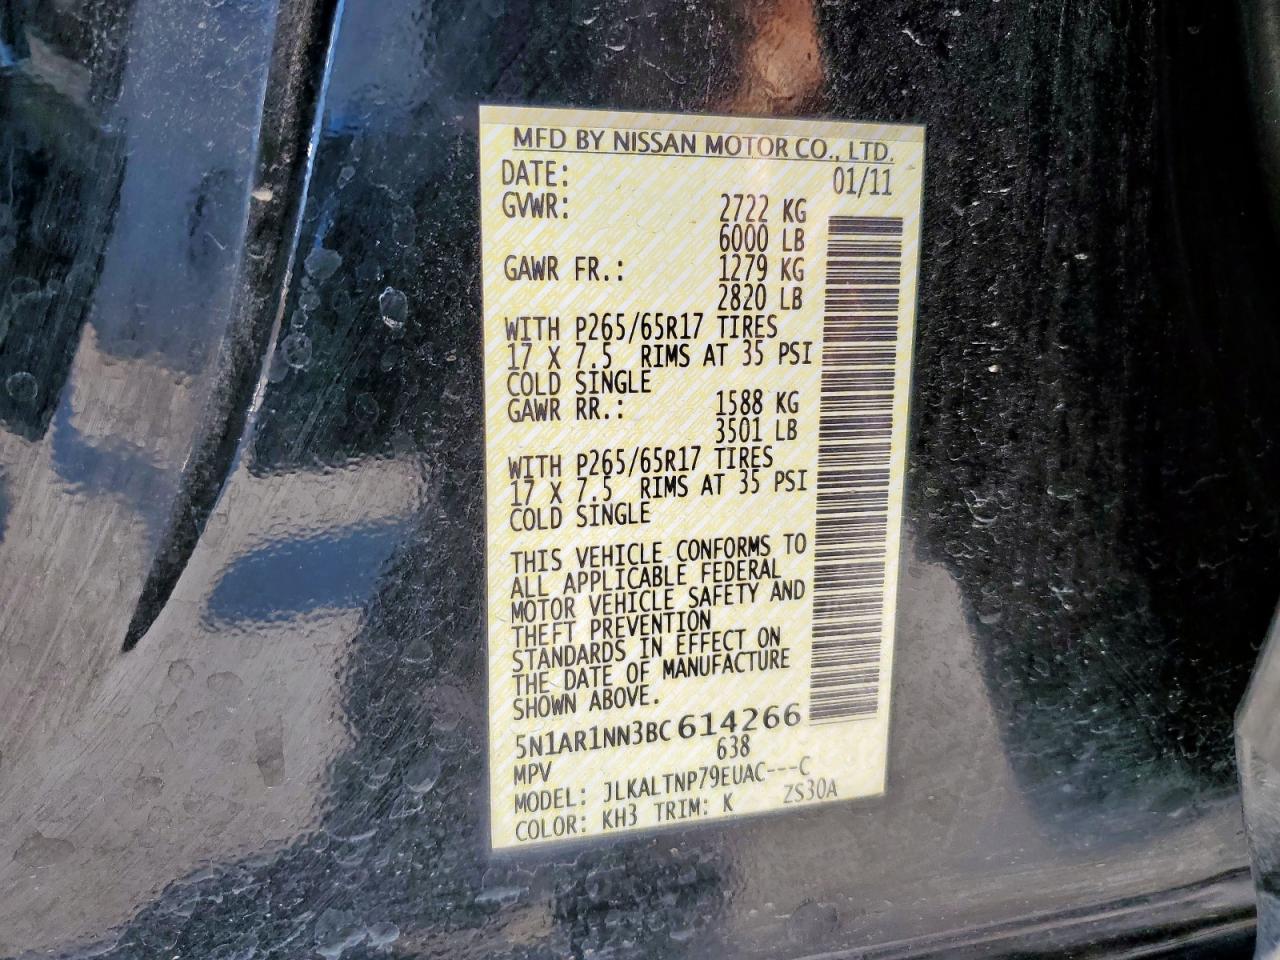 MFD BY NISSAN MOTOR CO., LTD.
DATE: 01/11
GVWR: 2722 KG
6000 LB
GAWR FR.: 1279 KG
2820 LB
WITH P265/65R17 TIRES
17 X 7.5 RIMS AT 35 PSI
COLD SINGLE
GAWR RR.: 1588 KG
3501 LB
WITH P265/65R17 TIRES
17 X 7.5 RIMS AT 35 PSI
COLD SINGLE
THIS VEHICLE CONFORMS TO
ALL APPLICABLE FEDERAL
MOTOR VEHICLE SAFETY AND
THEFT PREVENTION
STANDARDS IN EFFECT ON
THE DATE OF MANUFACTURE
SHOWN ABOVE.
5N1AR1NN3BC614266
MPV 638
MODEL: JLKALTNP79EUAC---C
COLOR: KH3 TRIM: K ZS30A